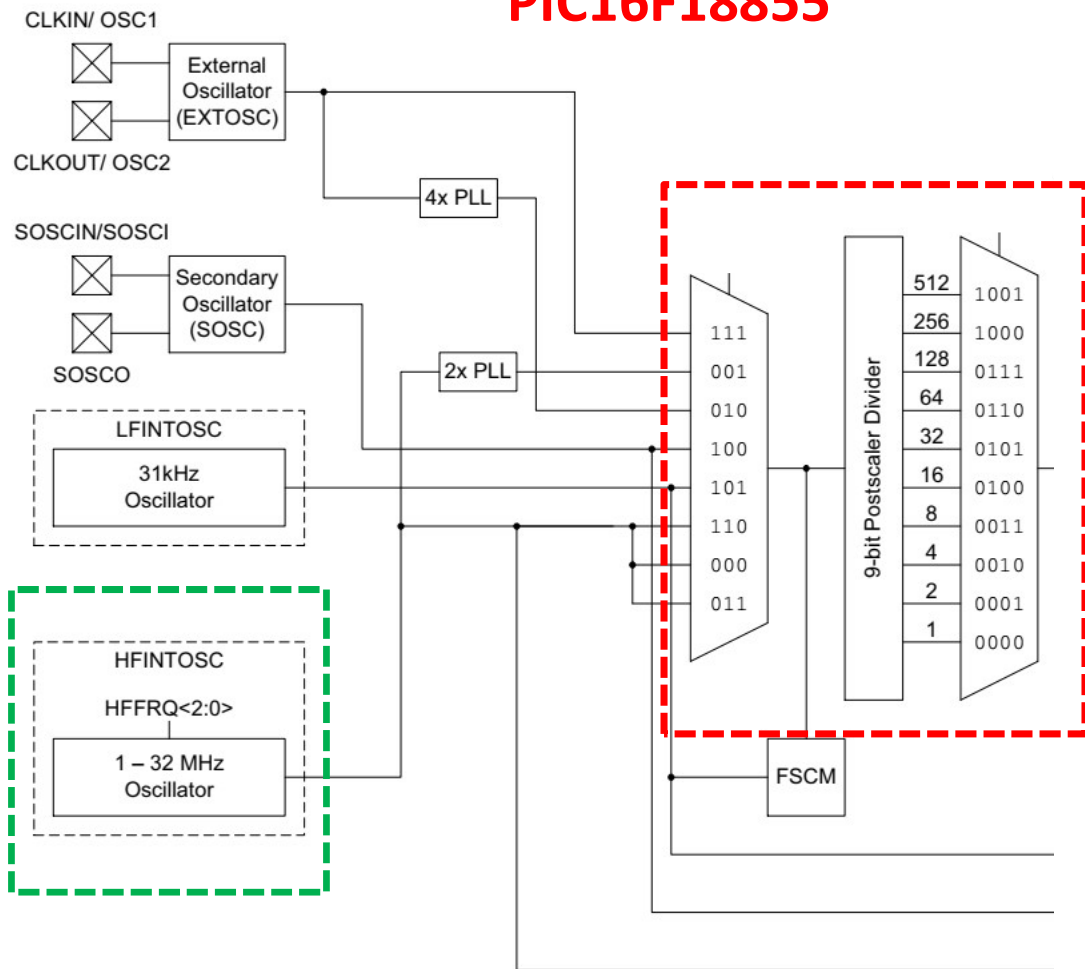 PIC16F18855
CLKIN/ OSC1
External
Oscillator
(EXTOSC)
CLKOUT/ OSC2
4x PLL
SOSCIN/SOSCI
Secondary
Oscillator
(SOSC)
SOSCO
2x PLL
LFINTOSC
31kHz
Oscillator
HFINTOSC
HFFRQ<2:0>
1 – 32 MHz
Oscillator
111
001
010
100
101
110
000
011
9-bit Postscaler Divider
512
256
128
64
32
16
8
4
2
1
1001
1000
0111
0110
0101
0100
0011
0010
0001
0000
FSCM